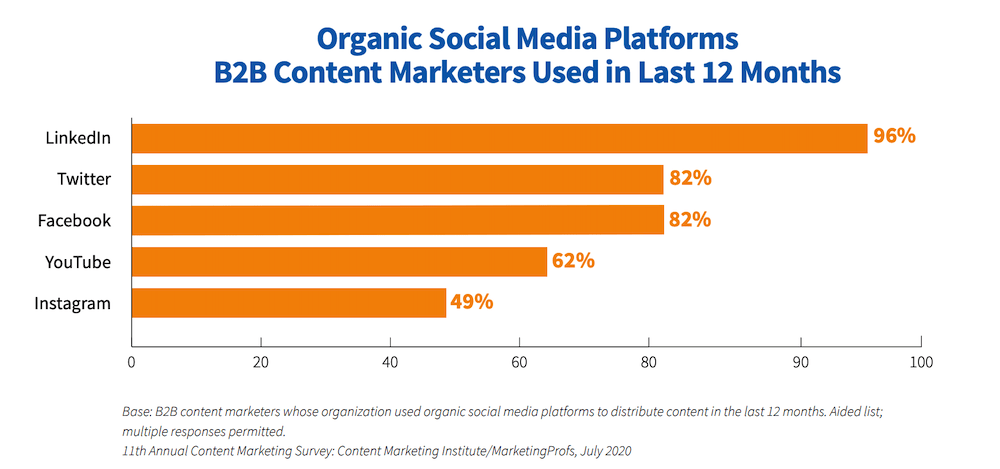 Organic Social Media Platforms
B2B Content Marketers Used in Last 12 Months
LinkedIn 96%
Twitter 82%
Facebook 82%
YouTube 62%
Instagram 49%
0 20 40 60 80 90 100
Base: B2B content marketers whose organization used organic social media platforms to distribute content in the last 12 months. Aided list;
multiple responses permitted.
11th Annual Content Marketing Survey: Content Marketing Institute/MarketingProfs, July 2020